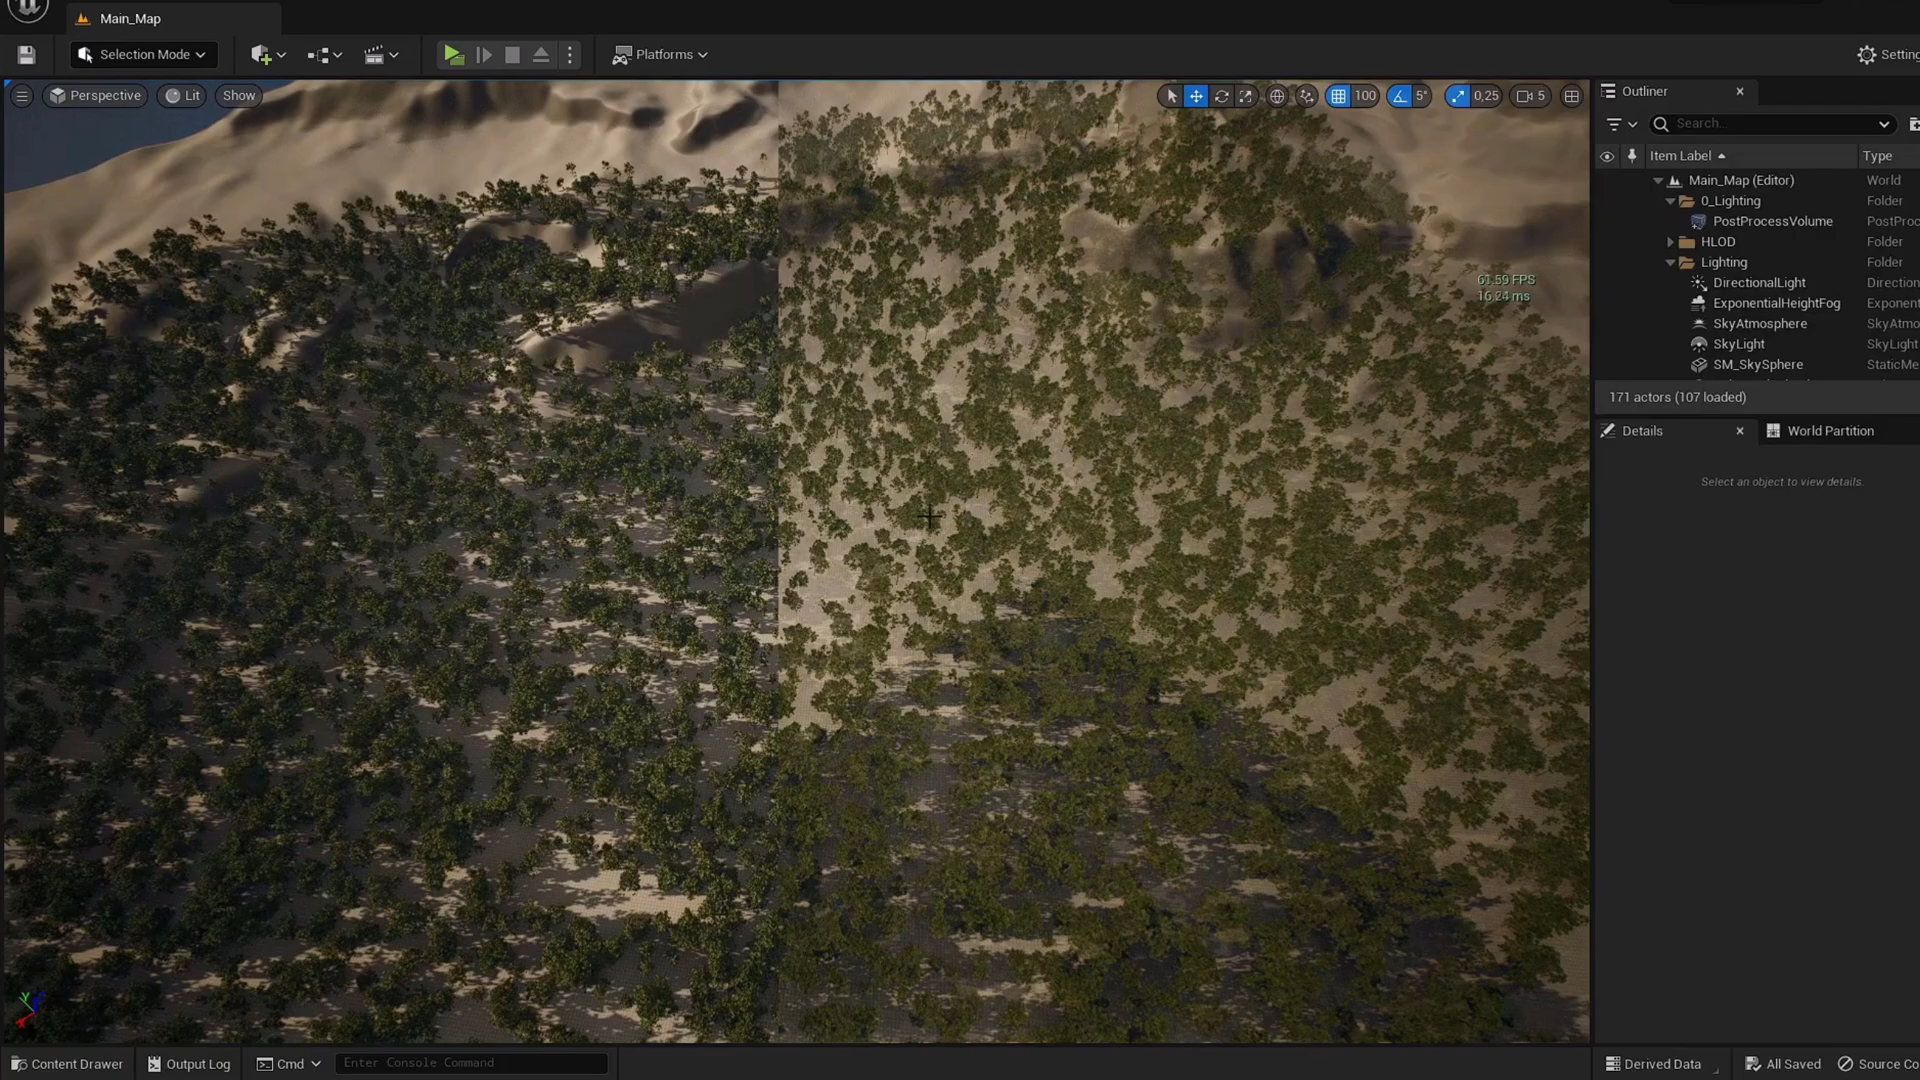 Main_Map
Selection Mode
Platforms
Setting
Perspective
Lit
Show
100
5°
0,25
5
61.59 FPS
16.24 ms
Outliner
Search...
Item Label
Type
Main_Map (Editor)
World
0_Lighting
Folder
PostProcessVolume
PostProc
HLOD
Folder
Lighting
Folder
DirectionalLight
Direction
ExponentialHeightFog
Exponent
SkyAtmosphere
SkyAtmo
SkyLight
SkyLight
SM_SkySphere
StaticMe
171 actors (107 loaded)
Details
World Partition
Select an object to view details.
Y
X
Content Drawer
Output Log
Cmd
Enter Console Command
Derived Data
All Saved
Source Co